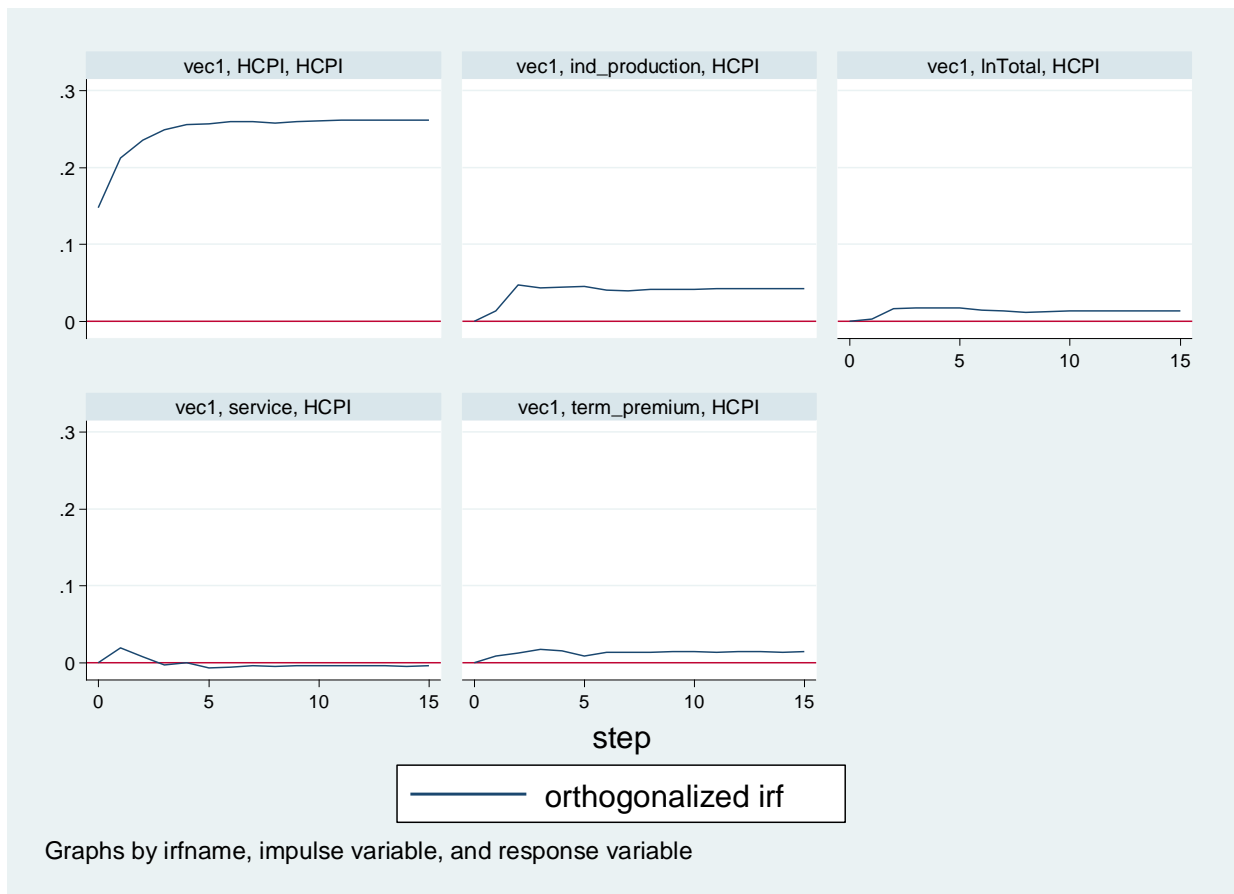 vec1, HCPI, HCPI
vec1, ind_production, HCPI
vec1, lnTotal, HCPI
.3
.2
.1
0
0 5 10 15
vec1, service, HCPI
vec1, term_premium, HCPI
.3
.2
.1
0
0 5 10 15
0 5 10 15
step
orthogonalized irf
Graphs by irfname, impulse variable, and response variable